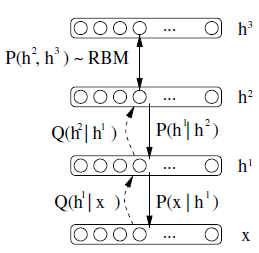 ... h³
P(h², h³) ~ RBM
... h²
Q(h²| h¹) P(h¹| h²)
... h¹
Q(h¹| x ) P(x | h¹)
... x